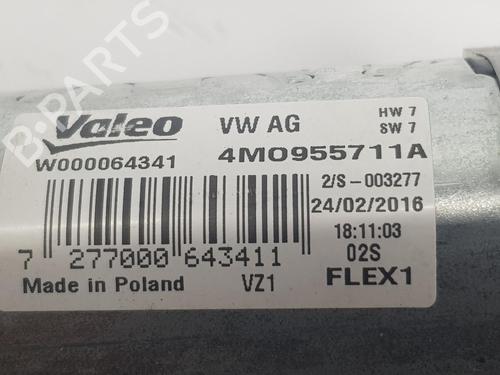 B-PARTS
Valeo VW AG HW 7
SW 7
W000064341 4M0955711A
2/S-003277
24/02/2016
18:11:03
7 277000 643411 02S
Made in Poland VZ1 FLEX1